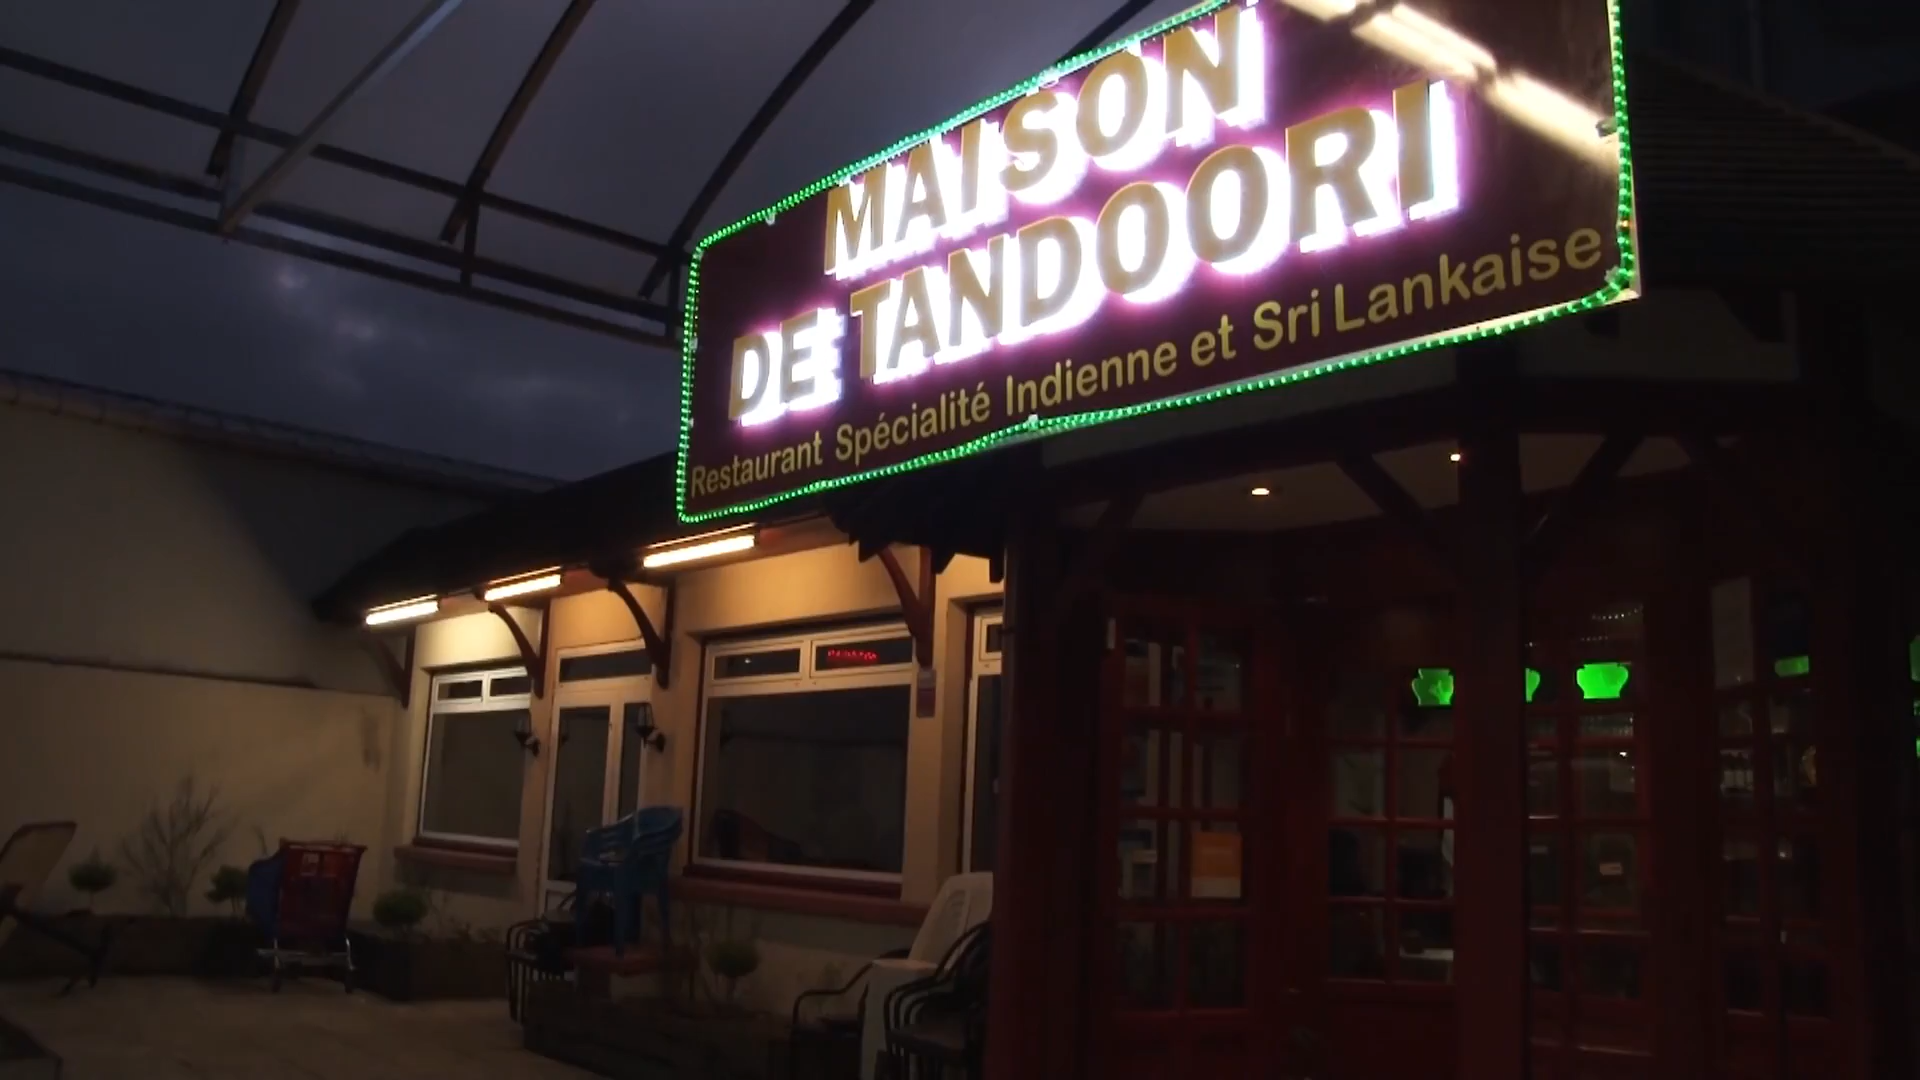 MAISON
DE TANDOORI
Restaurant Spécialité Indienne et Sri Lankaise